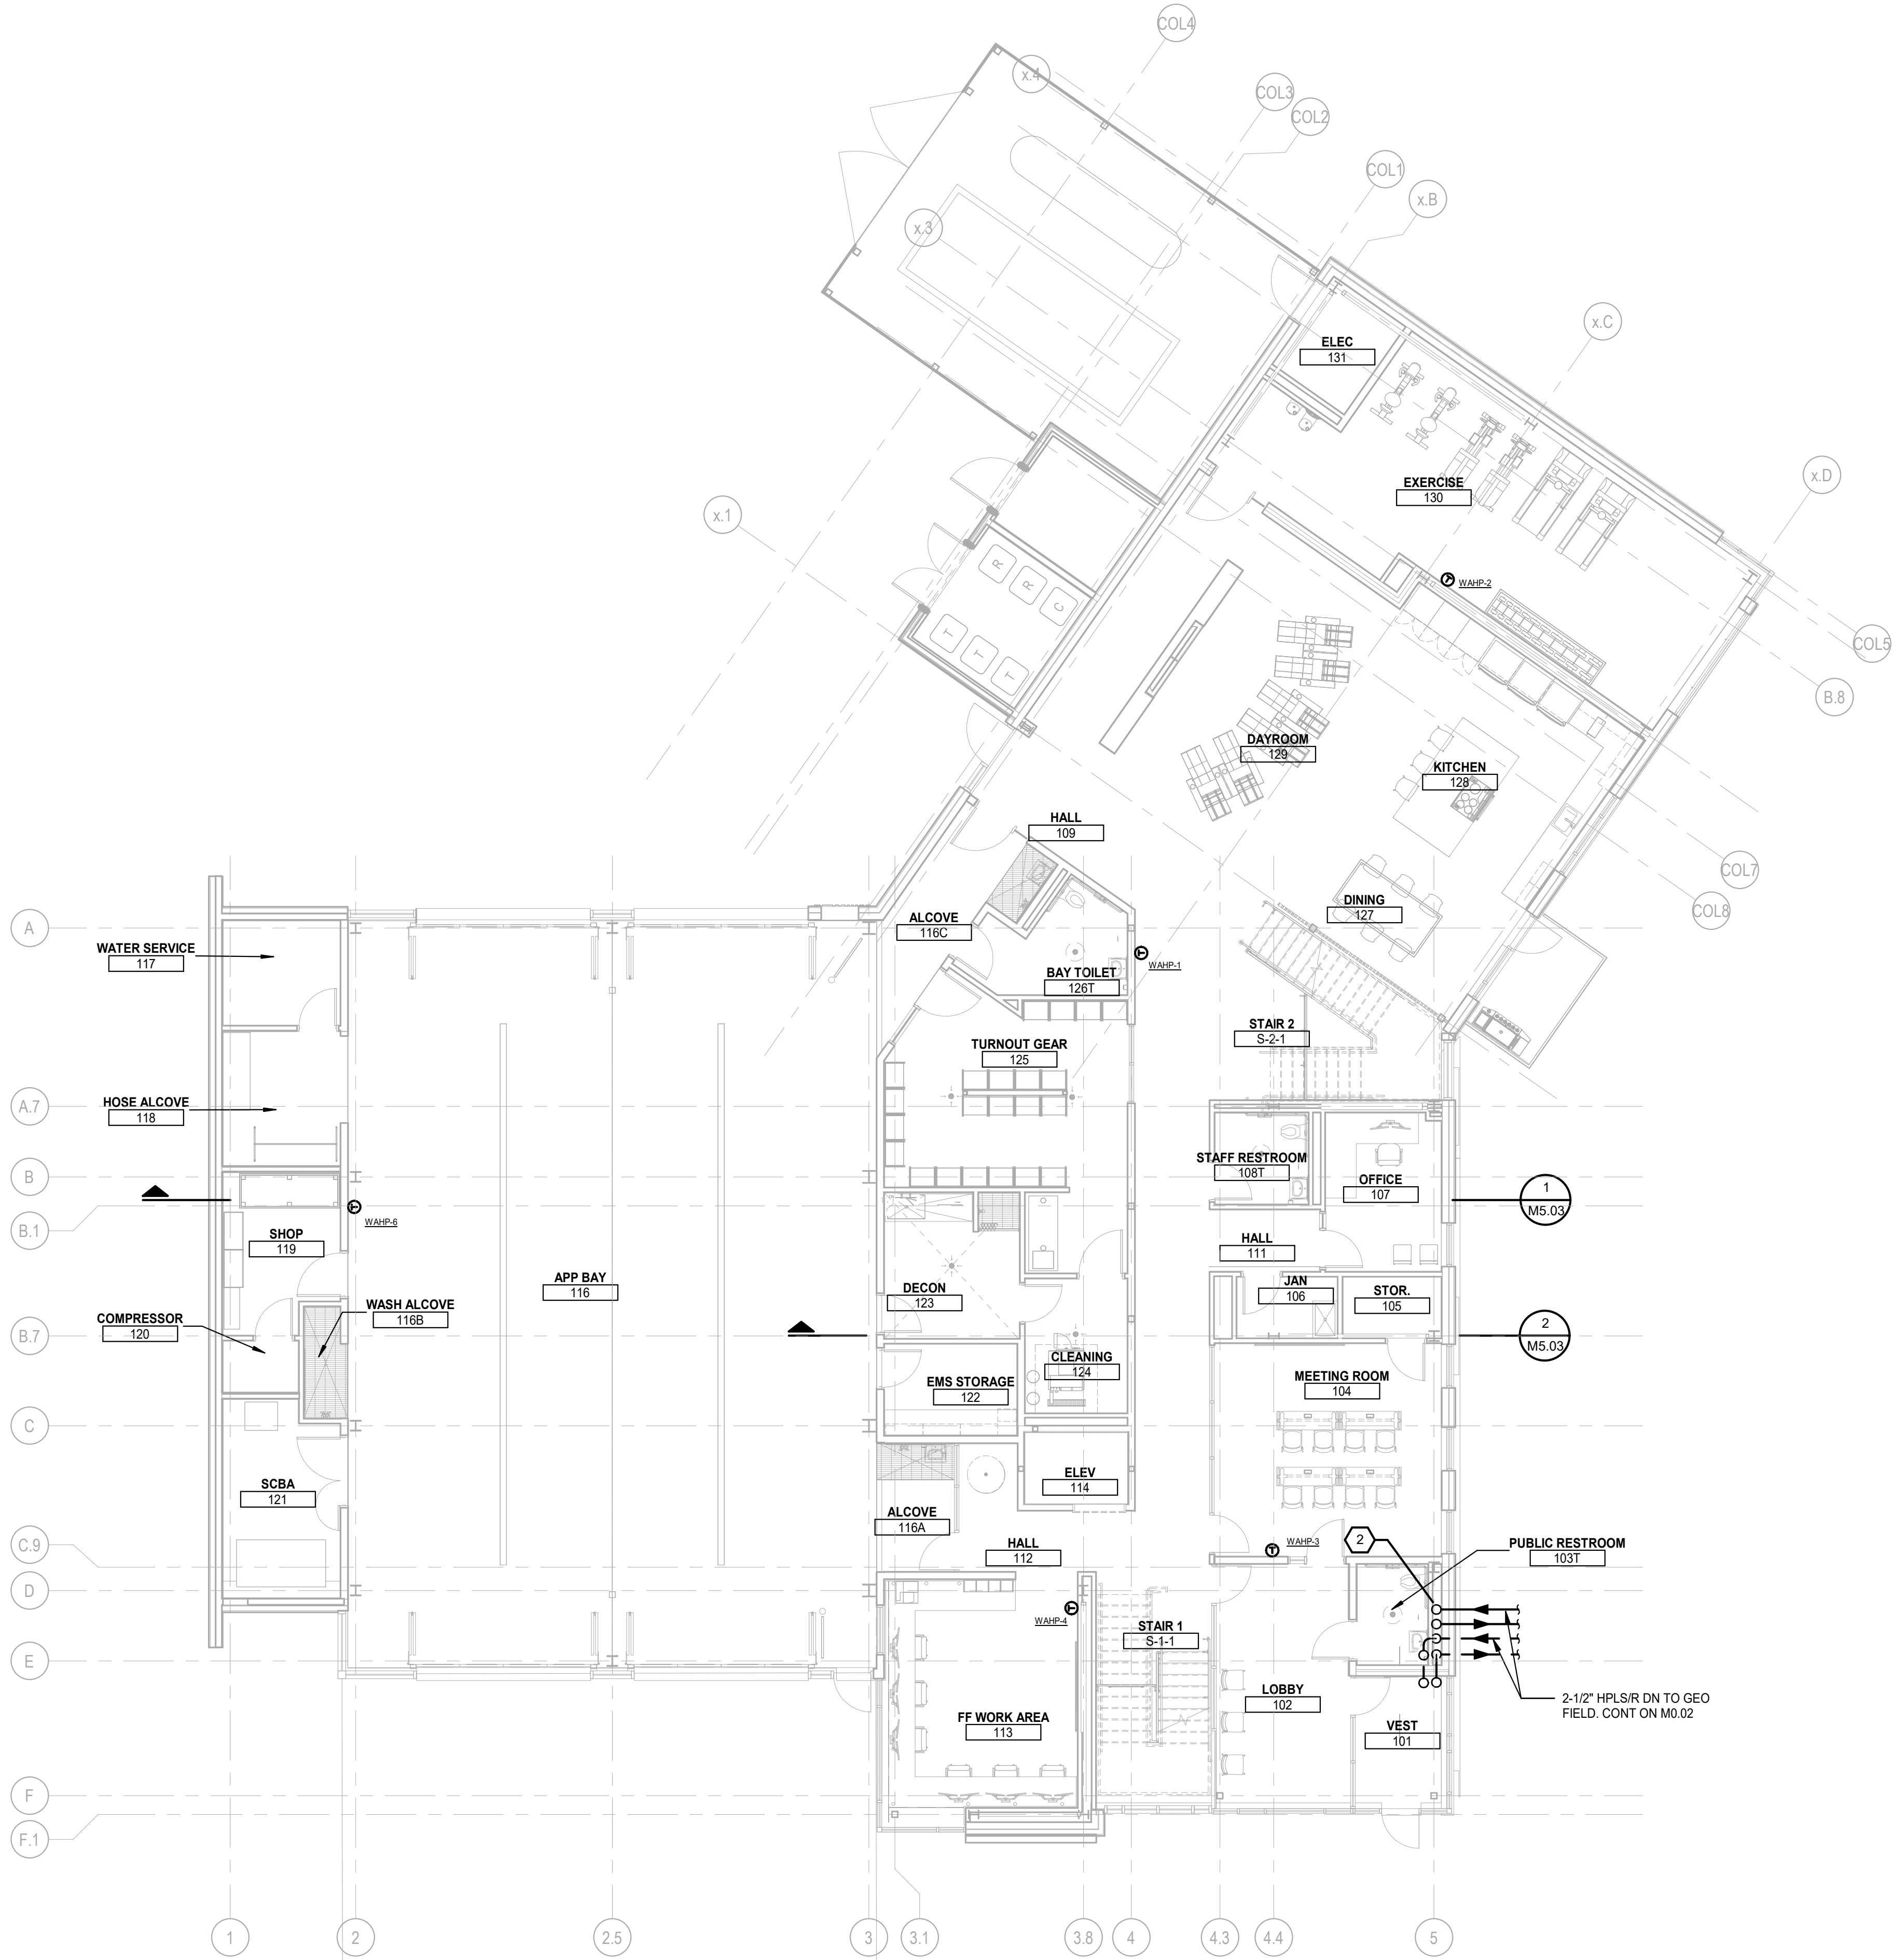 COL4
x.4
COL3
COL2
COL1
x.B
x.3
x.C
ELEC
131
x.D
EXERCISE
130
x.1
R
R
C
T
T
T
WAHP-2
COL5
B.8
DAYROOM
129
KITCHEN
128
HALL
109
COL7
DINING
127
COL8
A
ALCOVE
116C
WATER SERVICE
117
WAHP-1
BAY TOILET
126T
STAIR 2
S-2-1
TURNOUT GEAR
125
A.7
HOSE ALCOVE
118
B
STAFF RESTROOM
108T
OFFICE
107
1
M5.03
B.1
WAHP-6
SHOP
119
HALL
111
APP BAY
116
DECON
123
JAN
106
STOR.
105
WASH ALCOVE
116B
COMPRESSOR
120
B.7
2
M5.03
CLEANING
124
EMS STORAGE
122
MEETING ROOM
104
C
SCBA
121
ELEV
114
ALCOVE
116A
C.9
HALL
112
WAHP-3
2
PUBLIC RESTROOM
103T
D
WAHP-4
STAIR 1
S-1-1
E
LOBBY
102
2-1/2" HPLS/R DN TO GEO
FIELD. CONT ON M0.02
FF WORK AREA
113
VEST
101
F
F.1
1
2
2.5
3
3.1
3.8
4
4.3
4.4
5